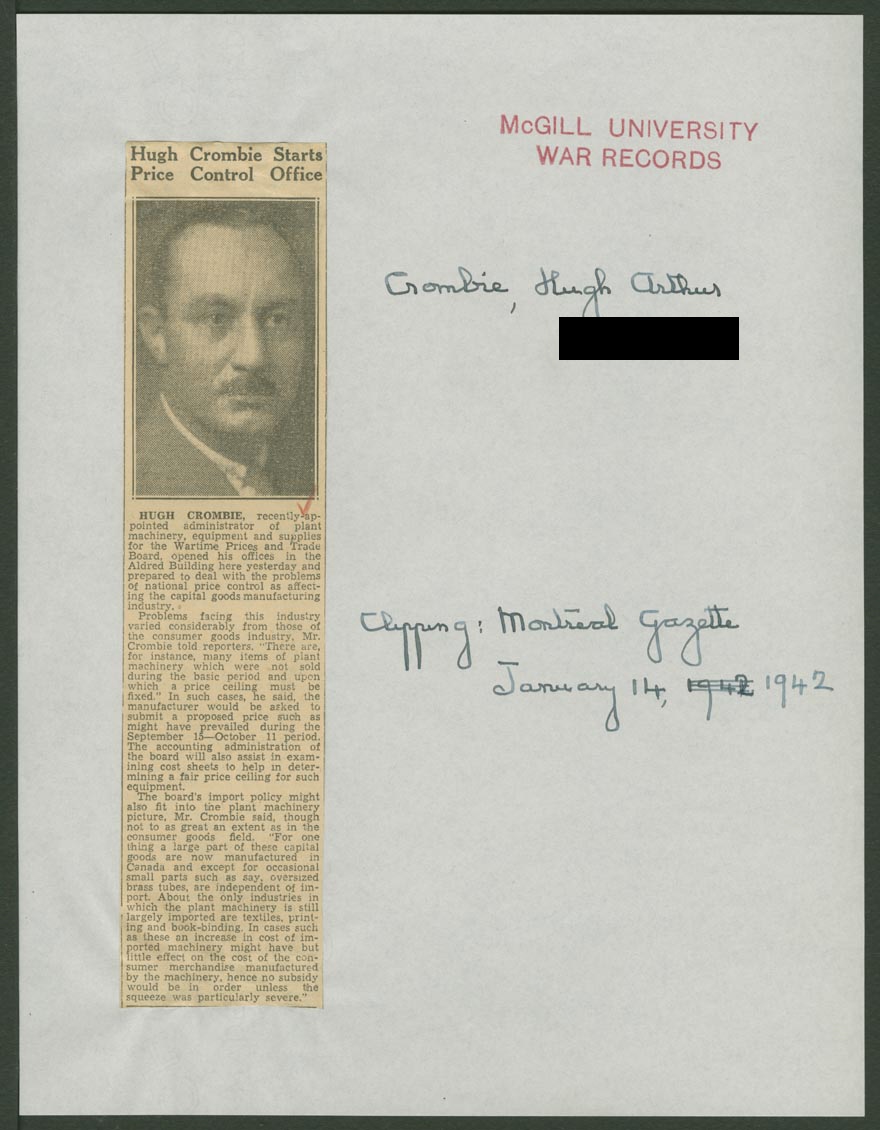 Hugh Crombie Starts
Price Control Office
McGILL UNIVERSITY
WAR RECORDS
Crombie, Hugh Arthur
HUGH CROMBIE, recently ap-
pointed administrator of plant
machinery, equipment and supplies
for the Wartime Prices and Trade
Board, opened his offices in the
Aldred Building here yesterday and
prepared to deal with the problems
of national price control as affect-
ing the capital goods manufacturing
industry.
Problems facing this industry
varied considerably from those of
the consumer goods industry, Mr.
Crombie told reporters. "There are,
for instance, many items of plant
machinery which were not sold
during the basic period and upon
which a price ceiling must be
fixed." In such cases, he said, the
manufacturer would be asked to
submit a proposed price such as
might have prevailed during the
September 15—October 11 period.
The accounting administration of
the board will also assist in exam-
ining cost sheets to help in deter-
mining a fair price ceiling for such
equipment.
The board's import policy might
also fit into the plant machinery
picture, Mr. Crombie said, though
not to as great an extent as in the
consumer goods field. "For one
thing a large part of these capital
goods are now manufactured in
Canada and except for occasional
small parts such as say, oversized
brass tubes, are independent of im-
port. About the only industries in
which the plant machinery is still
largely imported are textiles, print-
ing and book-binding. In cases such
as these an increase in cost of im-
ported machinery might have but
little effect on the cost of the con-
sumer merchandise manufactured
by the machinery, hence no subsidy
would be in order unless the
squeeze was particularly severe."
Clipping: Montreal Gazette
January 14, 1942 1942